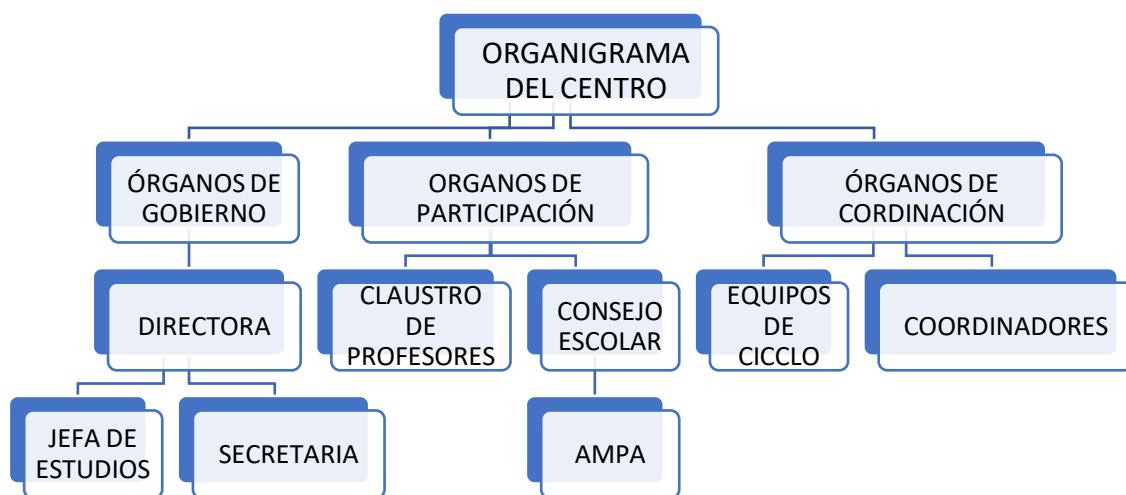 ORGANIGRAMA
DEL CENTRO
ÓRGANOS DE
GOBIERNO
ORGANOS DE
PARTICIPACIÓN
ÓRGANOS DE
CORDINACIÓN
DIRECTORA
CLAUSTRO
DE
PROFESORES
CONSEJO
ESCOLAR
EQUIPOS
DE
CICCLO
COORDINADORES
JEFA DE
ESTUDIOS
SECRETARIA
AMPA